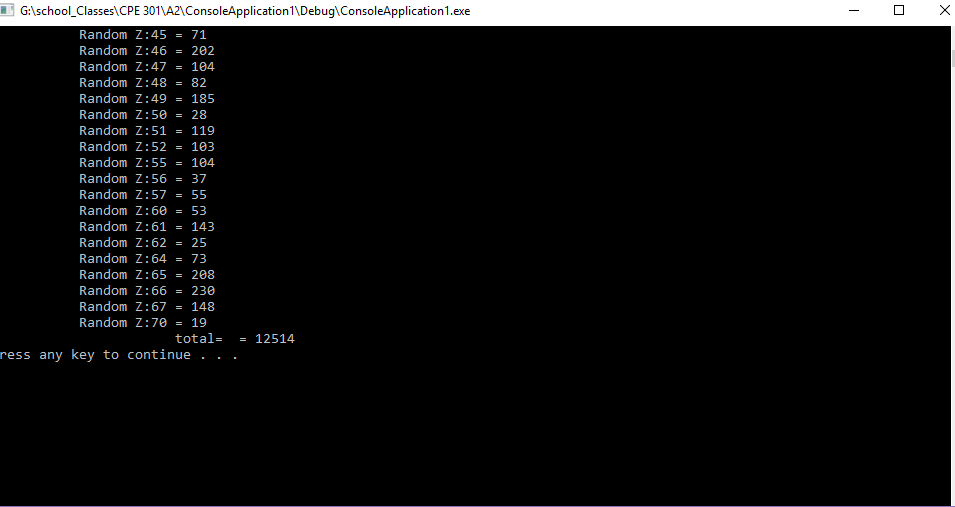 G:\school_Classes\CPE 301\A2\ConsoleApplication1\Debug\ConsoleApplication1.exe
Random Z:45 = 71
Random Z:46 = 202
Random Z:47 = 104
Random Z:48 = 82
Random Z:49 = 185
Random Z:50 = 28
Random Z:51 = 119
Random Z:52 = 103
Random Z:55 = 104
Random Z:56 = 37
Random Z:57 = 55
Random Z:60 = 53
Random Z:61 = 143
Random Z:62 = 25
Random Z:64 = 73
Random Z:65 = 208
Random Z:66 = 230
Random Z:67 = 148
Random Z:70 = 19
total=  = 12514
ress any key to continue . . .